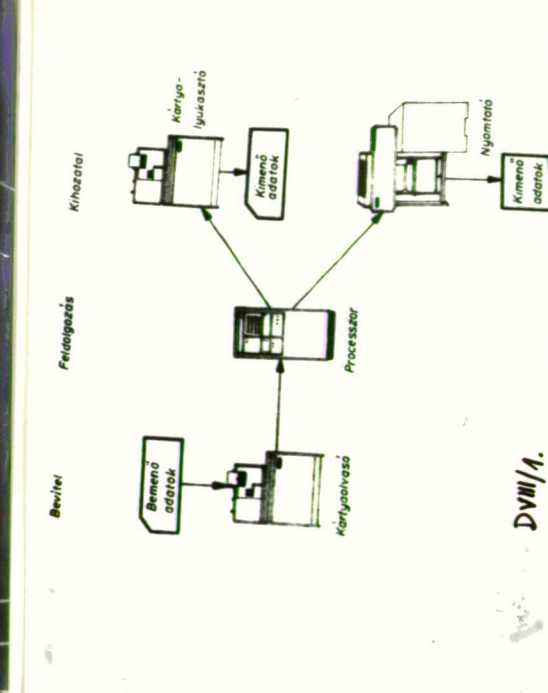 Bevitel
Feldolgozás
Kihozatal
Bemenő
adatok
Kártyaolvasó
Processzor
Kártya-
lyukasztó
Kimenő
adatok
Nyomtató
Kimenő
adatok
DVIII/1.